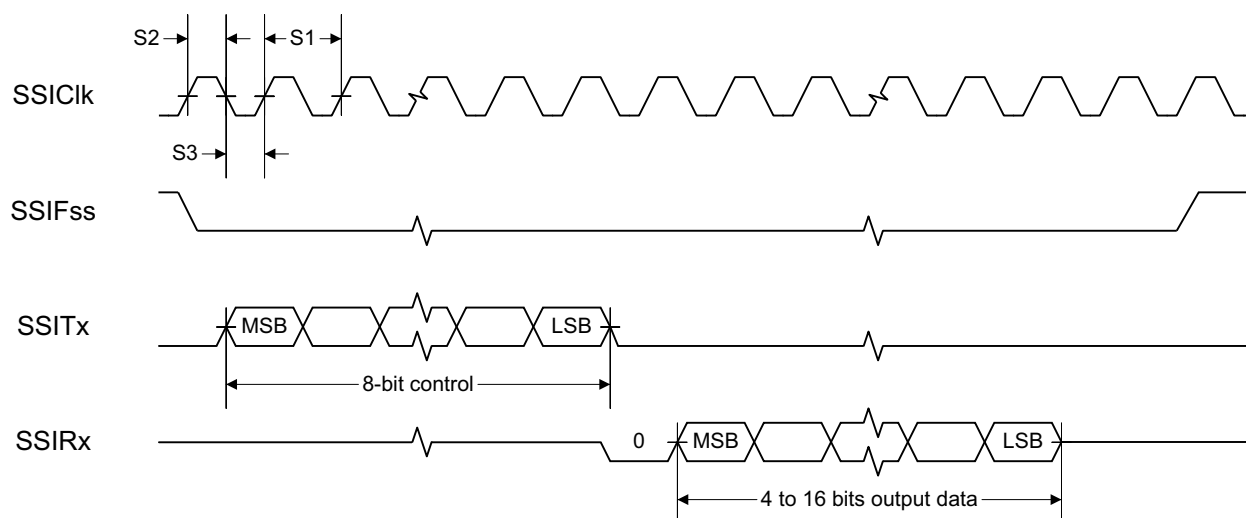 S2
S1
SSIClk
S3
SSIFss
SSITx
MSB
LSB
8-bit control
SSIRx
0
MSB
LSB
4 to 16 bits output data